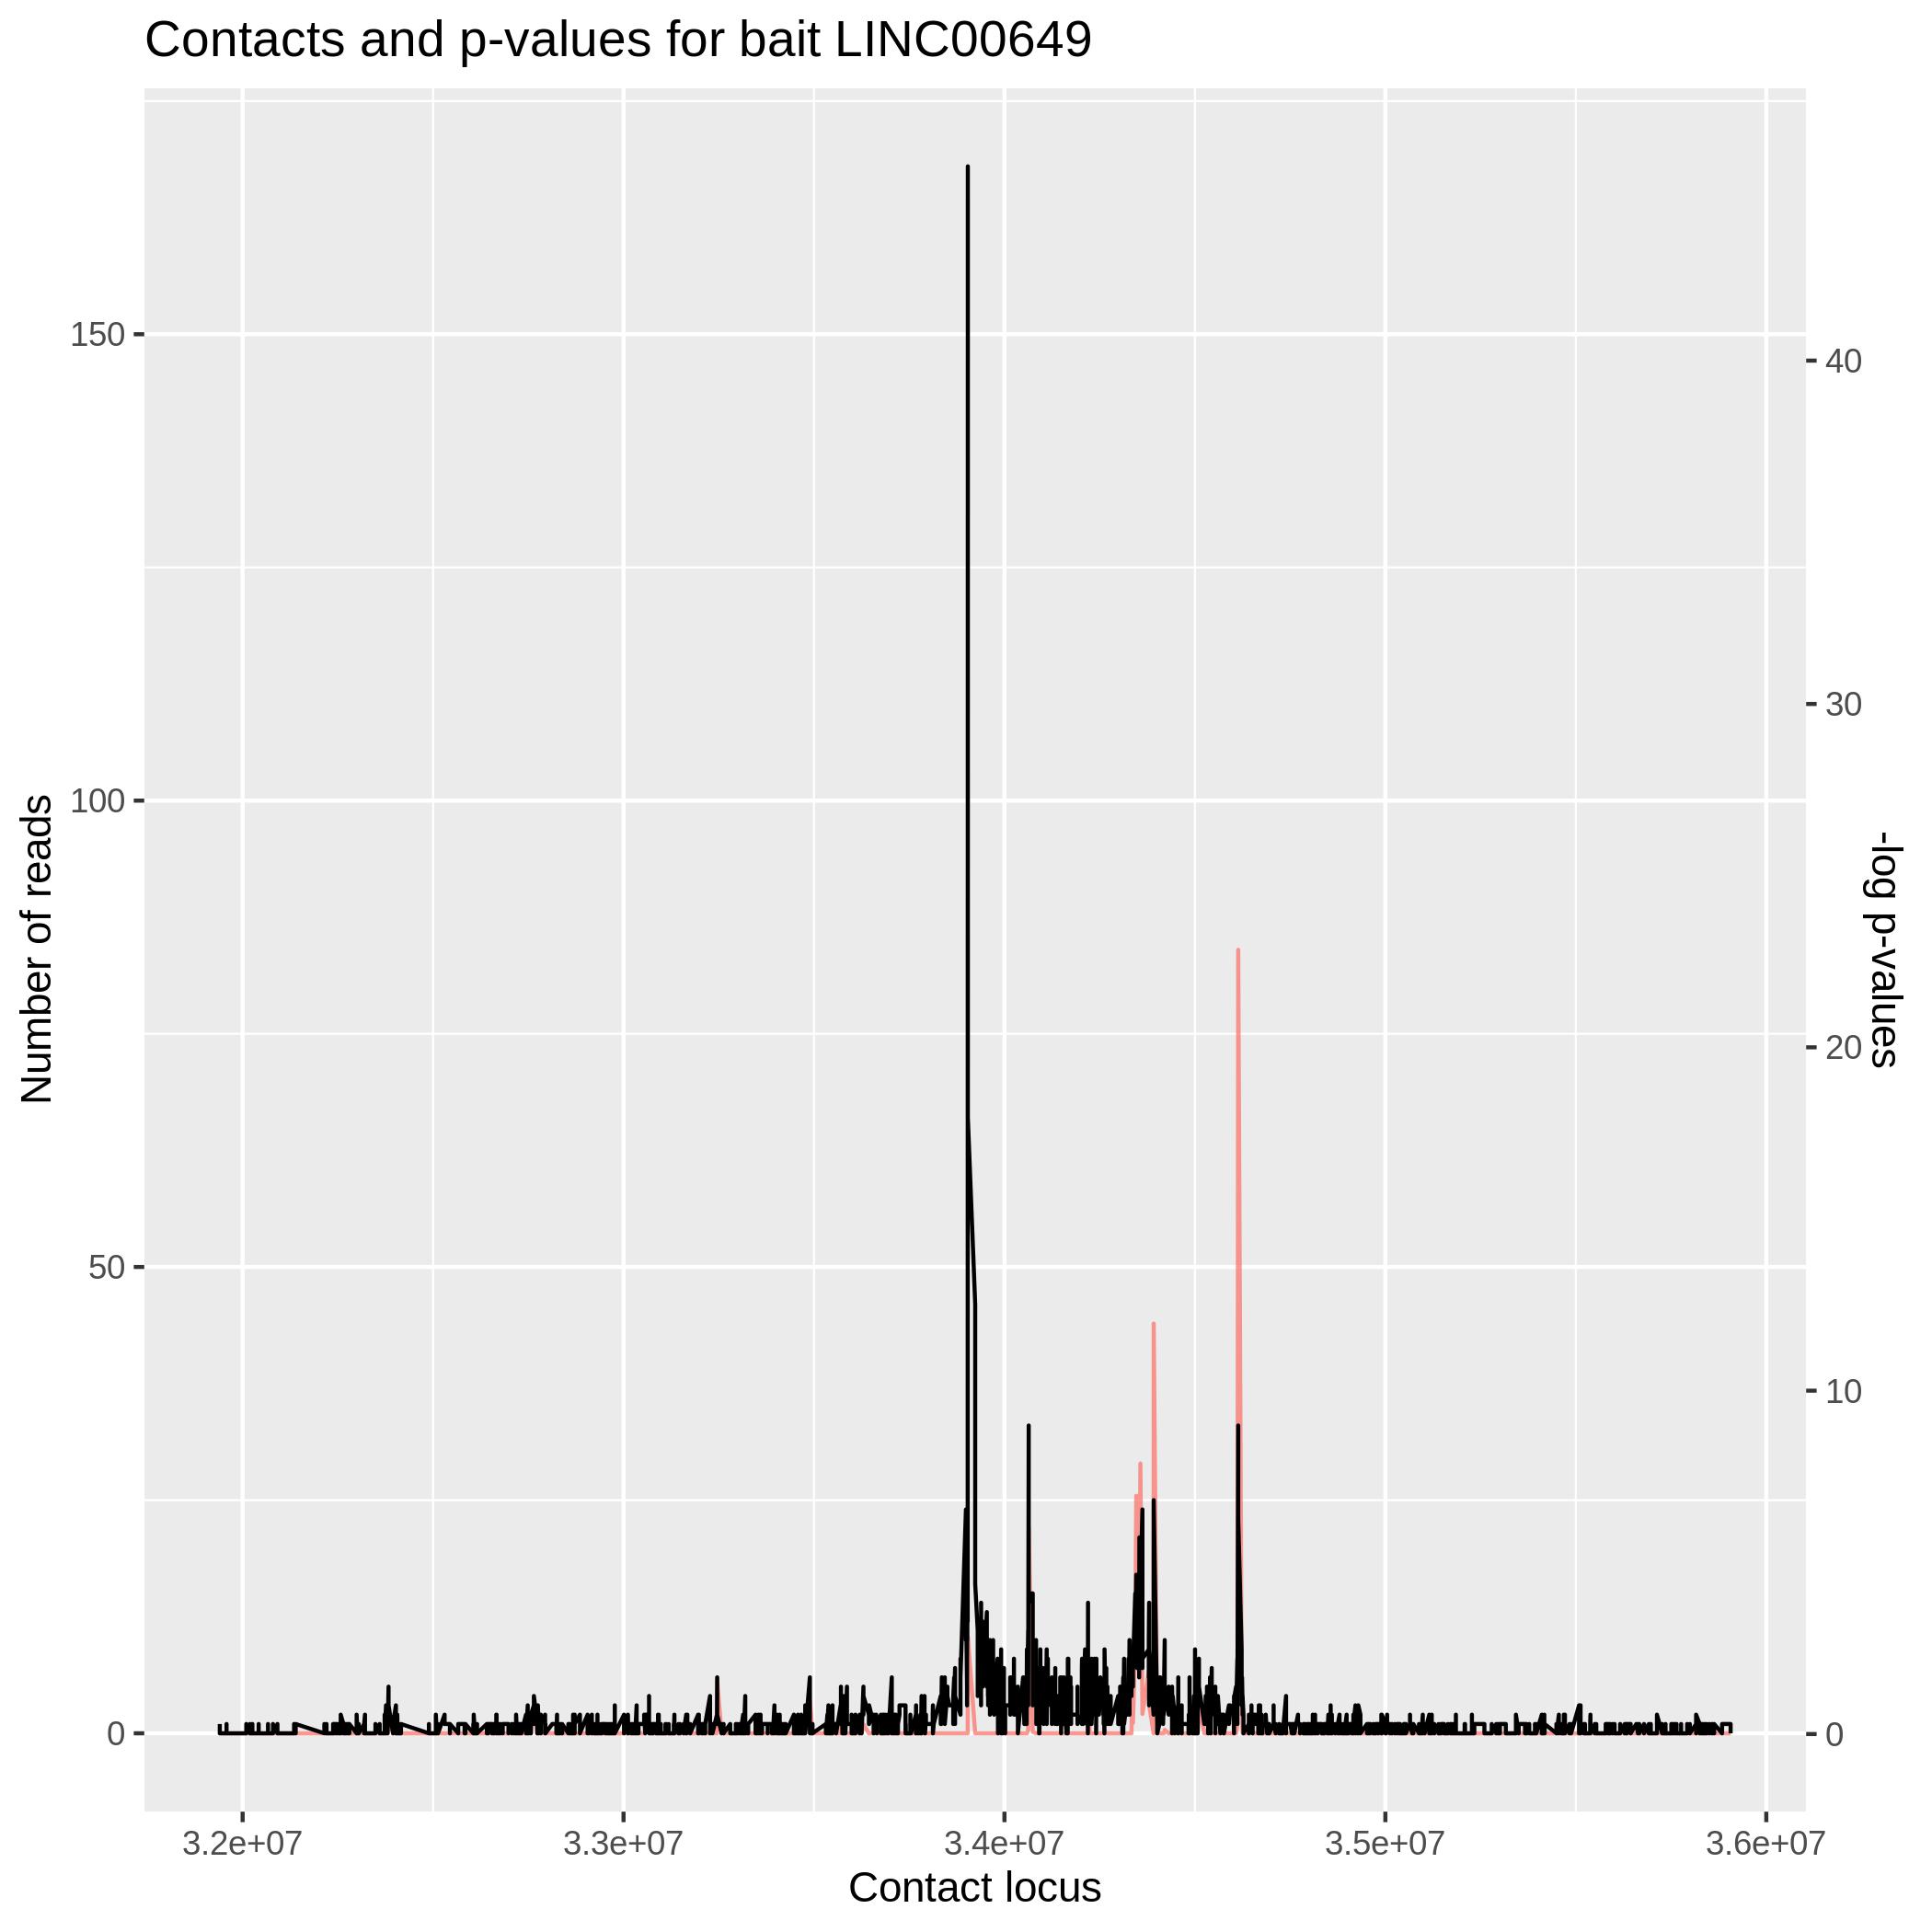 Contacts and p-values for bait LINC00649
150
100
50
0
Number of reads
40
30
20
10
0
-log p-values
3.2e+07
3.3e+07
3.4e+07
3.5e+07
3.6e+07
Contact locus